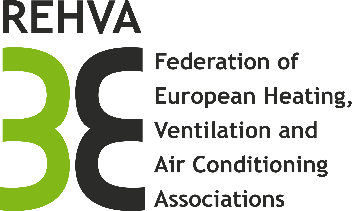 REHVA
Federation of
European Heating,
Ventilation and
Air Conditioning
Associations